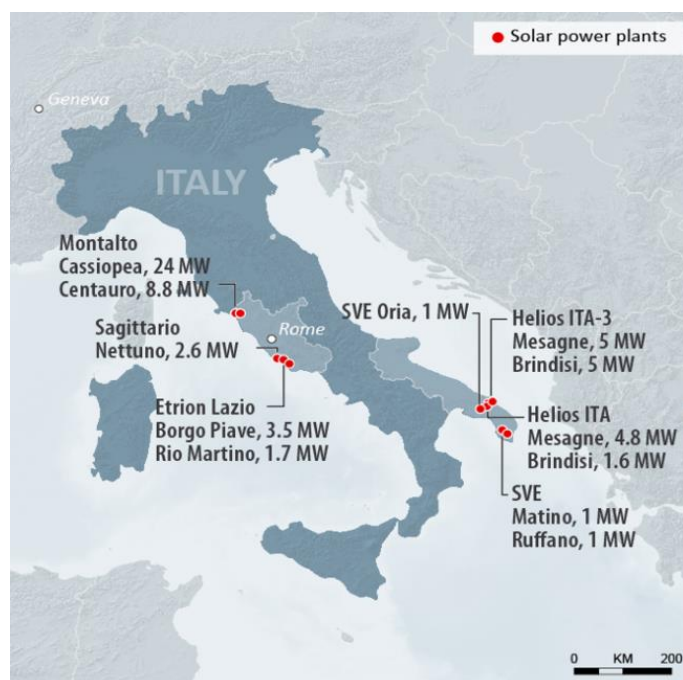 Solar power plants
Geneva
ITALY
Montalto
Cassiopea, 24 MW
Centauro, 8.8 MW
Rome
Sagittario
Nettuno, 2.6 MW
Etrion Lazio
Borgo Piave, 3.5 MW
Rio Martino, 1.7 MW
SVE Oria, 1 MW
Helios ITA-3
Mesagne, 5 MW
Brindisi, 5 MW
Helios ITA
Mesagne, 4.8 MW
Brindisi, 1.6 MW
SVE
Matino, 1 MW
Ruffano, 1 MW
0 KM 200